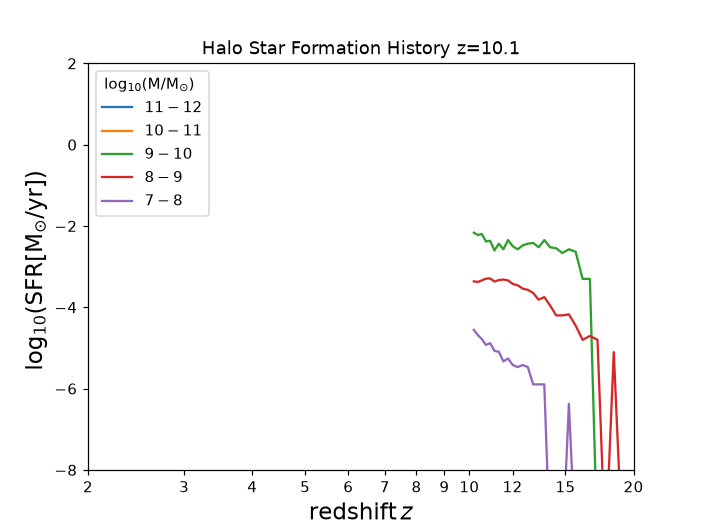 Halo Star Formation History z=10.1
log₁₀(M/M⊙)
11 − 12
10 − 11
9 − 10
8 − 9
7 − 8
log₁₀(SFR[M⊙/yr])
2
0
−2
−4
−6
−8
2 3 4 5 6 7 8 9 10 12 15 20
redshift z